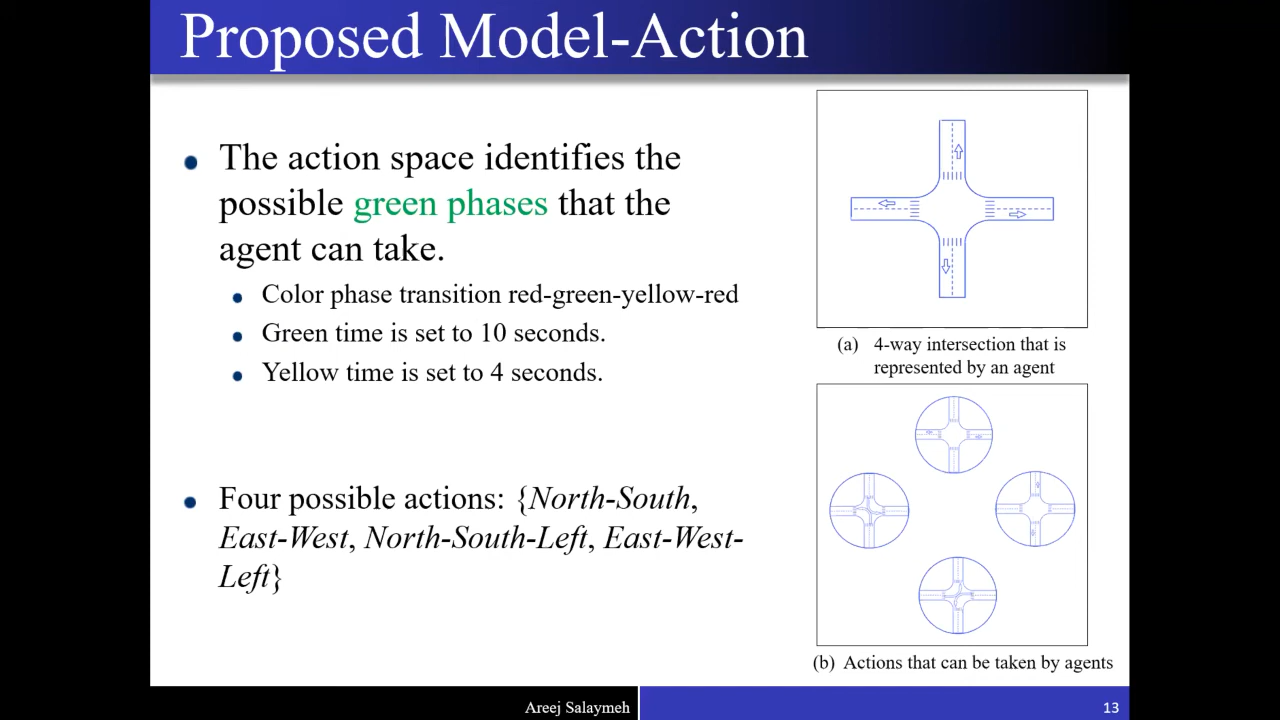 Proposed Model-Action
The action space identifies the
possible green phases that the
agent can take.
Color phase transition red-green-yellow-red
Green time is set to 10 seconds.
Yellow time is set to 4 seconds.
Four possible actions: {North-South,
East-West, North-South-Left, East-West-
Left}
(a) 4-way intersection that is
represented by an agent
(b) Actions that can be taken by agents
Areej Salaymeh
13